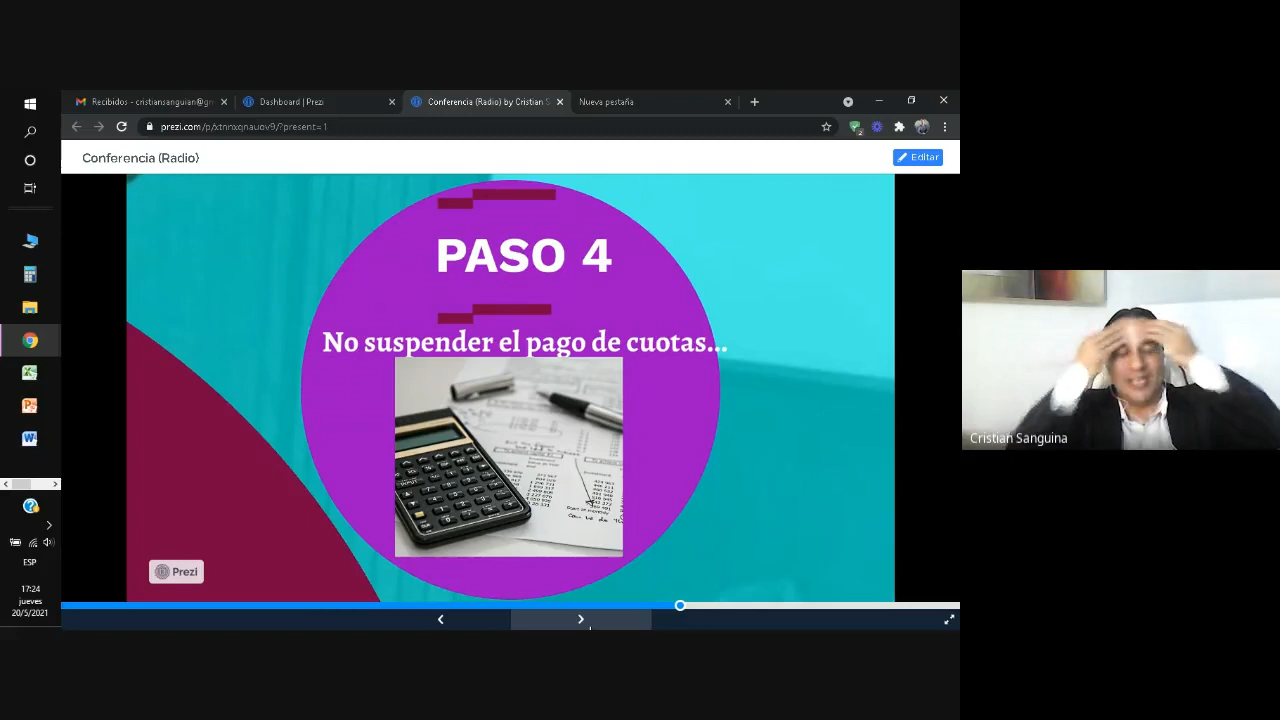 Recibidos - cristiansanguian@gm
Dashboard | Prezi
Conferencia (Radio) by Cristian S
Nueva pestaña
prezi.com/p/xtnnxqnauov9/?present=1
Conferencia (Radio)
Editar
PASO 4
No suspender el pago de cuotas...
Prezi
Cristian Sanguina
ESP
17:24
jueves
20/5/2021